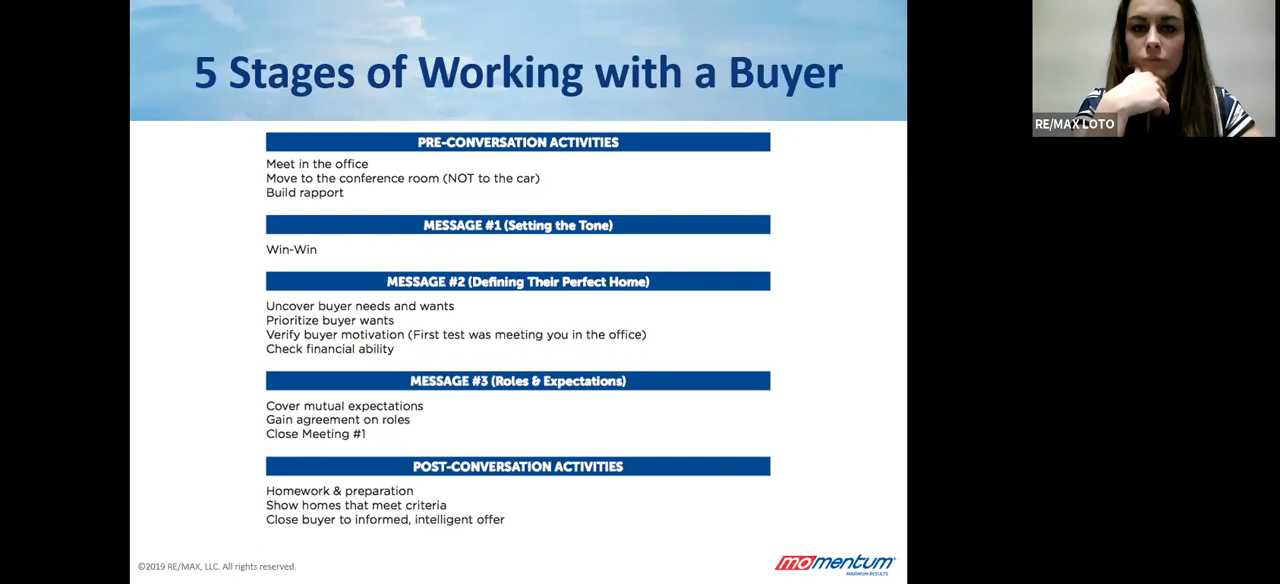 5 Stages of Working with a Buyer
RE/MAX LOTO
PRE-CONVERSATION ACTIVITIES
Meet in the office
Move to the conference room (NOT to the car)
Build rapport
MESSAGE #1 (Setting the Tone)
Win-Win
MESSAGE #2 (Defining Their Perfect Home)
Uncover buyer needs and wants
Prioritize buyer wants
Verify buyer motivation (First test was meeting you in the office)
Check financial ability
MESSAGE #3 (Roles & Expectations)
Cover mutual expectations
Gain agreement on roles
Close Meeting #1
POST-CONVERSATION ACTIVITIES
Homework & preparation
Show homes that meet criteria
Close buyer to informed, intelligent offer
©2019 RE/MAX, LLC. All rights reserved.
momentum
MAXIMUM RESULTS